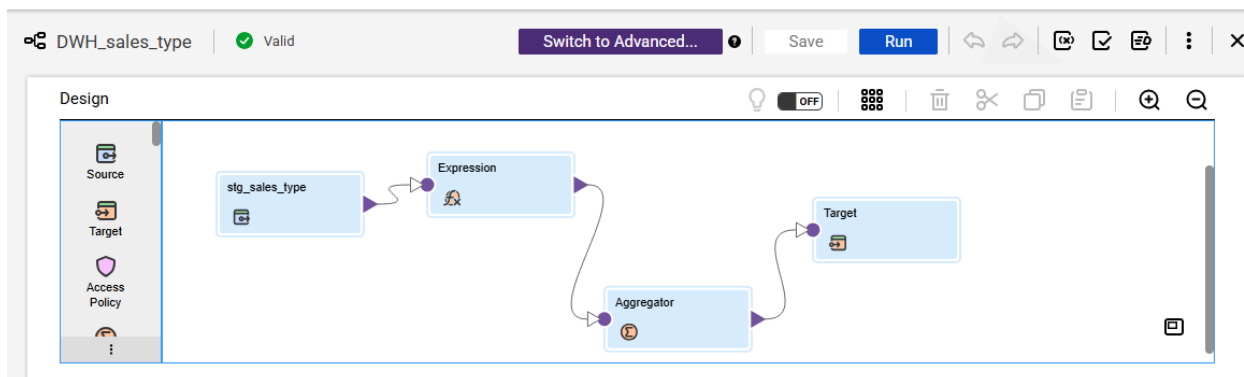 DWH_sales_type
Valid
Switch to Advanced...
Save
Run
Design
OFF
Source
Target
Access
Policy
stg_sales_type
Expression
Aggregator
Target